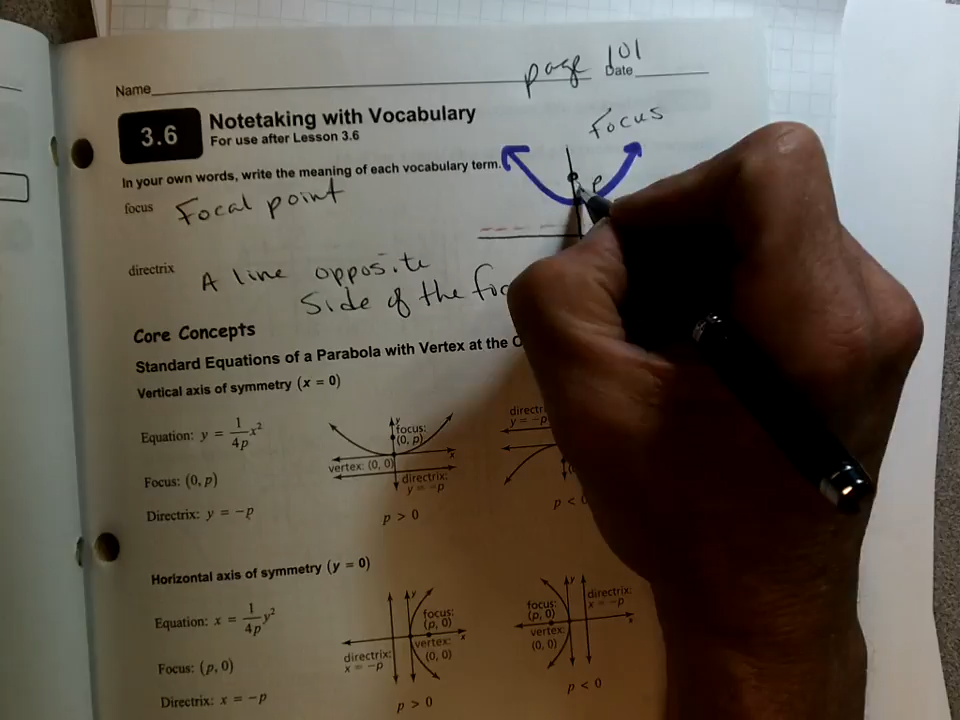 page 101
Name Date
3.6 Notetaking with Vocabulary
For use after Lesson 3.6
Focus
In your own words, write the meaning of each vocabulary term.
P
focus Focal point
directrix A line opposite
Side of the
Core Concepts
Standard Equations of a Parabola with Vertex at the
Vertical axis of symmetry (x = 0)
Equation: y = 1/4p x²
Focus: (0, p)
Directrix: y = −p
y
foc:
focus:
(0, p)
x
vertex: (0, 0)
directrix:
y = −p
p > 0
y = −p
p <
Horizontal axis of symmetry (y = 0)
Equation: x = 1/4p y²
Focus: (p, 0)
Directrix: x = −p
y
focus:
(p, 0)
x
vertex:
(0, 0)
directrix:
x = −p
p > 0
y
directrix:
x = −p
focus:
(p, 0)
x
vertex:
(0, 0)
p < 0